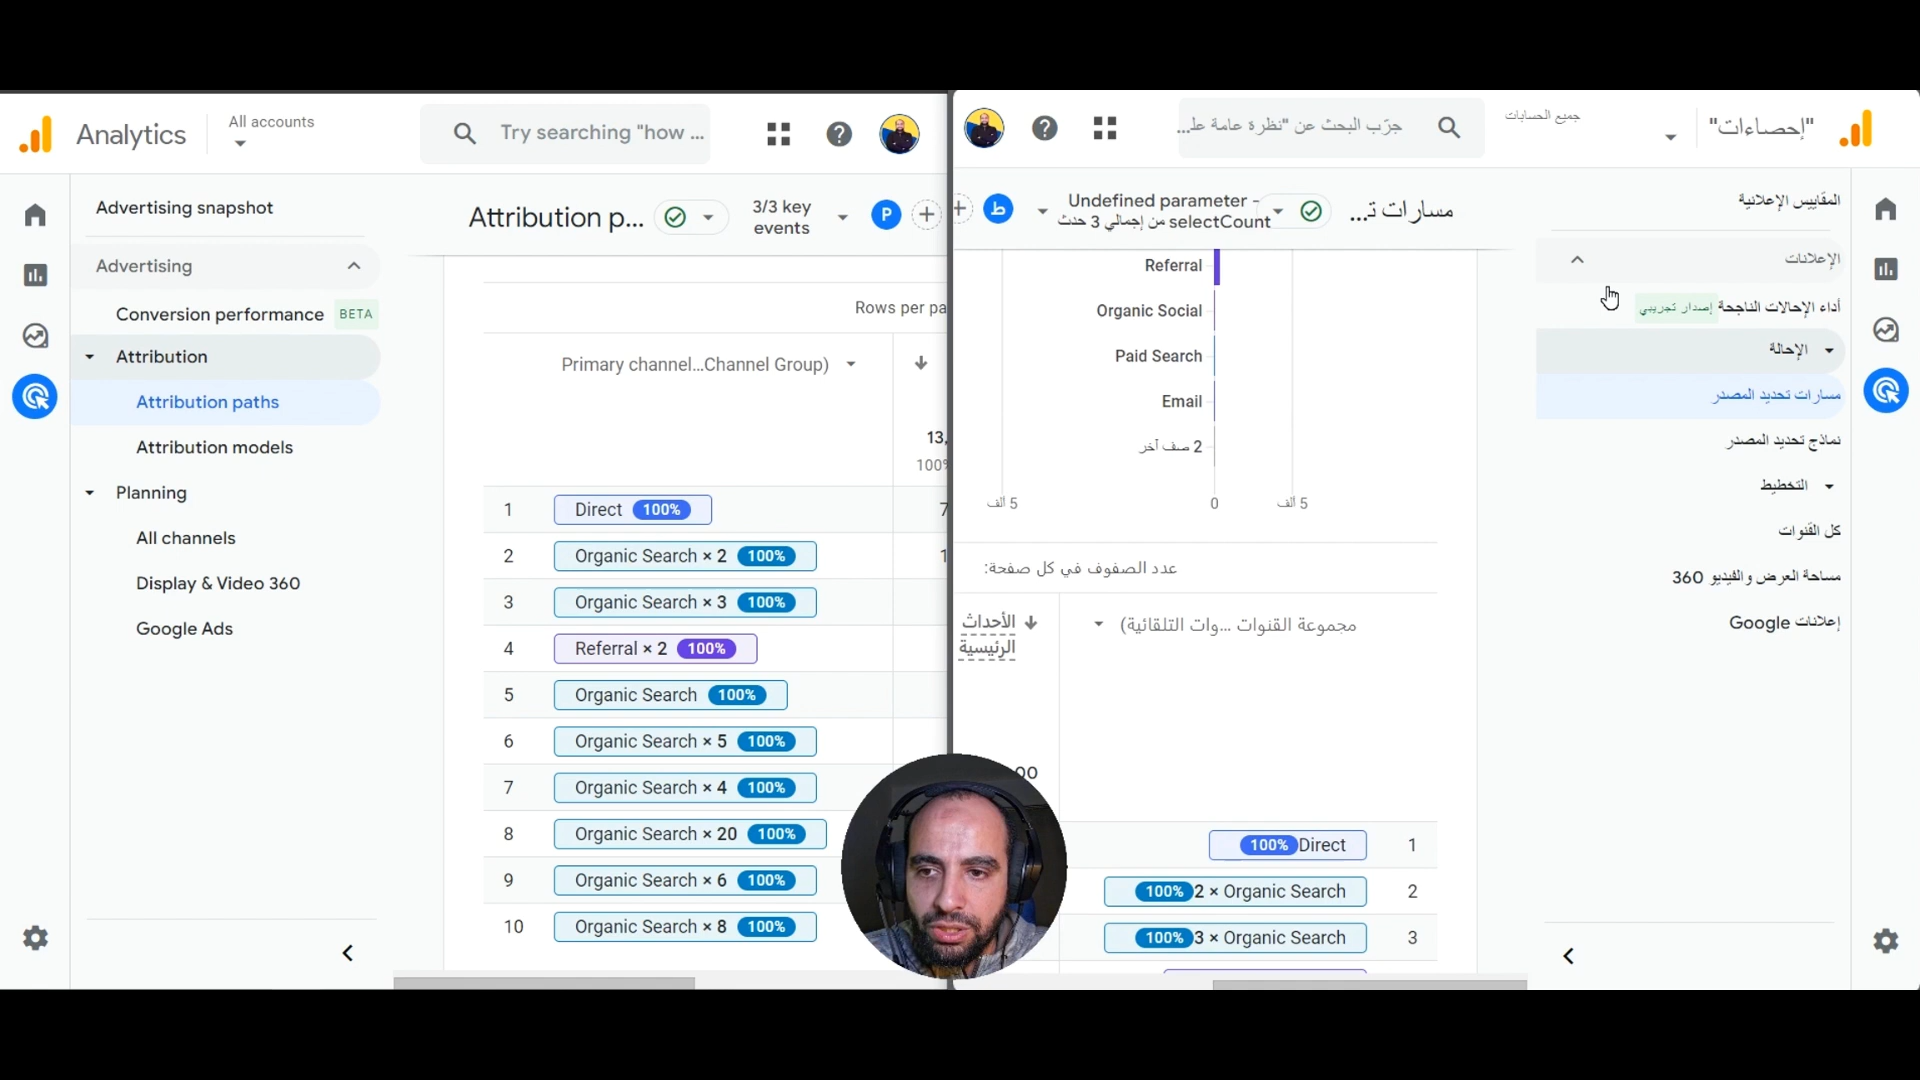 Analytics
All accounts
Try searching "how ...
Advertising snapshot
Advertising
Conversion performance BETA
Attribution
Attribution paths
Attribution models
Planning
All channels
Display & Video 360
Google Ads
Attribution p...
3/3 key
events
P
Rows per pa
Primary channel...Channel Group)
13,
100%
1 Direct 100% 7
2 Organic Search × 2 100% 1
3 Organic Search × 3 100%
4 Referral × 2 100%
5 Organic Search 100%
6 Organic Search × 5 100%
7 Organic Search × 4 100%
8 Organic Search × 20 100%
9 Organic Search × 6 100%
10 Organic Search × 8 100%
"إحصاءات"
جميع الحسابات
جرّب البحث عن "نظرة عامة عل...
المقاييس الإعلانية
الإعلانات
أداء الإحالات الناجحة إصدار تجريبي
الإحالة
مسارات تحديد المصدر
نماذج تحديد المصدر
التخطيط
كل القنوات
مساحة العرض والفيديو 360
إعلانات Google
مسارات ت...
Undefined parameter -
selectCount من إجمالي 3 حدث
ط
Referral
Organic Social
Paid Search
Email
2 صف آخر
5 ألف 0 5 ألف
عدد الصفوف في كل صفحة:
مجموعة القنوات ...وات التلقائية)
الأحداث
الرئيسية
00
1 Direct 100%
2 Organic Search × 2 100%
3 Organic Search × 3 100%